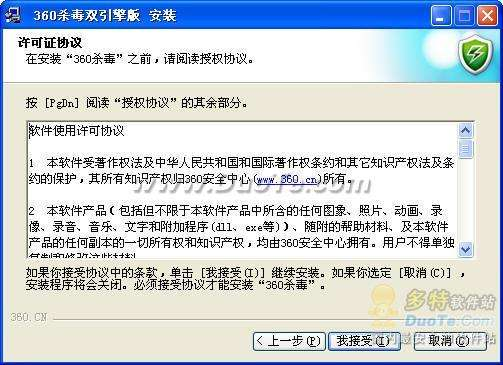 360杀毒双引擎版 安装
许可证协议
在安装“360杀毒”之前,请阅读授权协议。
按 [PgDn] 阅读“授权协议”的其余部分。
软件使用许可协议
1 本软件受著作权法及中华人民共和国和国际著作权条约和其它知识产权法及条
约的保护,其所有知识产权归360安全中心(www.360.cn)所有。
2 本软件产品(包括但不限于本软件产品中所含的任何图象、照片、动画、录
像、录音、音乐、文字和附加程序(dll、exe等))、随附的帮助材料、及本软件
产品的任何副本的一切所有权和知识产权,均由360安全中心拥有。用户不得单独
复制和修改这些材料
www.DuoTe.com
如果你接受协议中的条款,单击 [我接受(I)] 继续安装。如果你选定 [取消(C)] ,
安装程序将会关闭。必须接受协议才能安装“360杀毒”。
360.CN
多特软件站
DuoTe.com
< 上一步(P)
我接受(I)
取消(C)